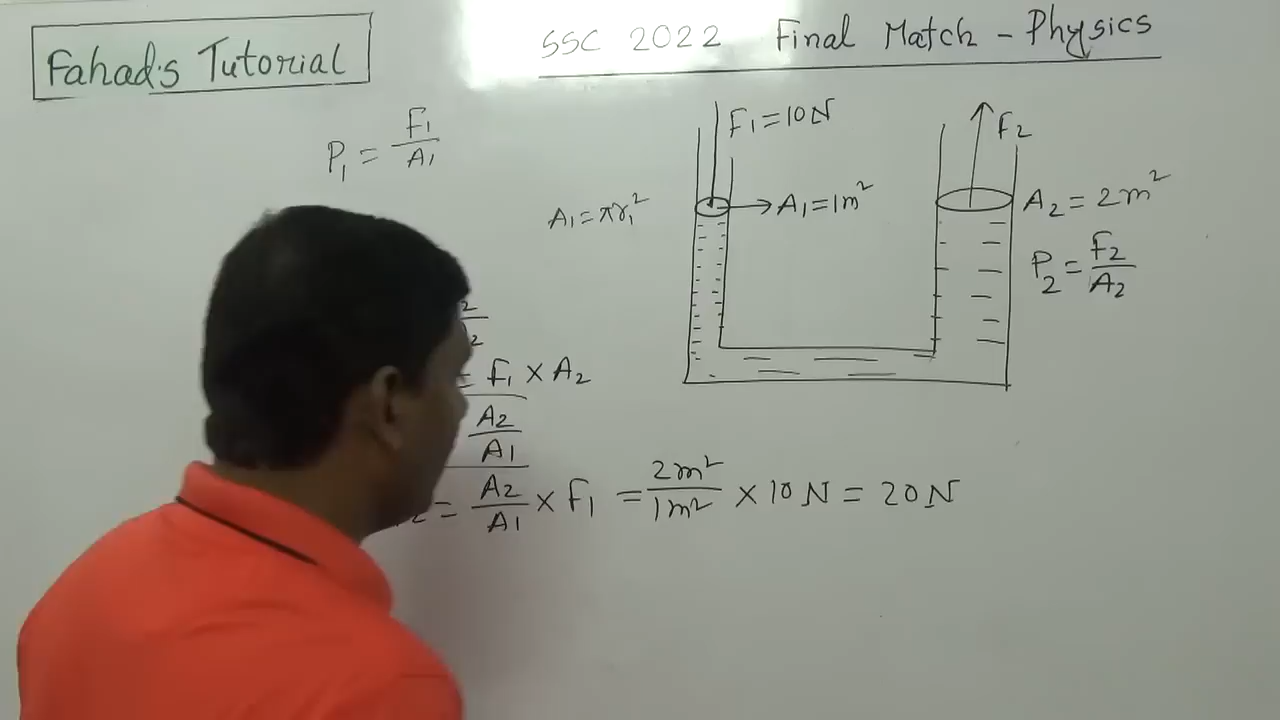 Fahad's Tutorial
SSC 2022 Final Match - Physics
P₁ = F₁/A₁
F₁ = 10 N
F₂
A₁ = πr₁²
A₁ = 1m²
A₂ = 2m²
P₂ = F₂/A₂
= F₁ × A₂
A₂/A₁
= A₂/A₁ × F₁ = 2m²/1m² × 10 N = 20 N